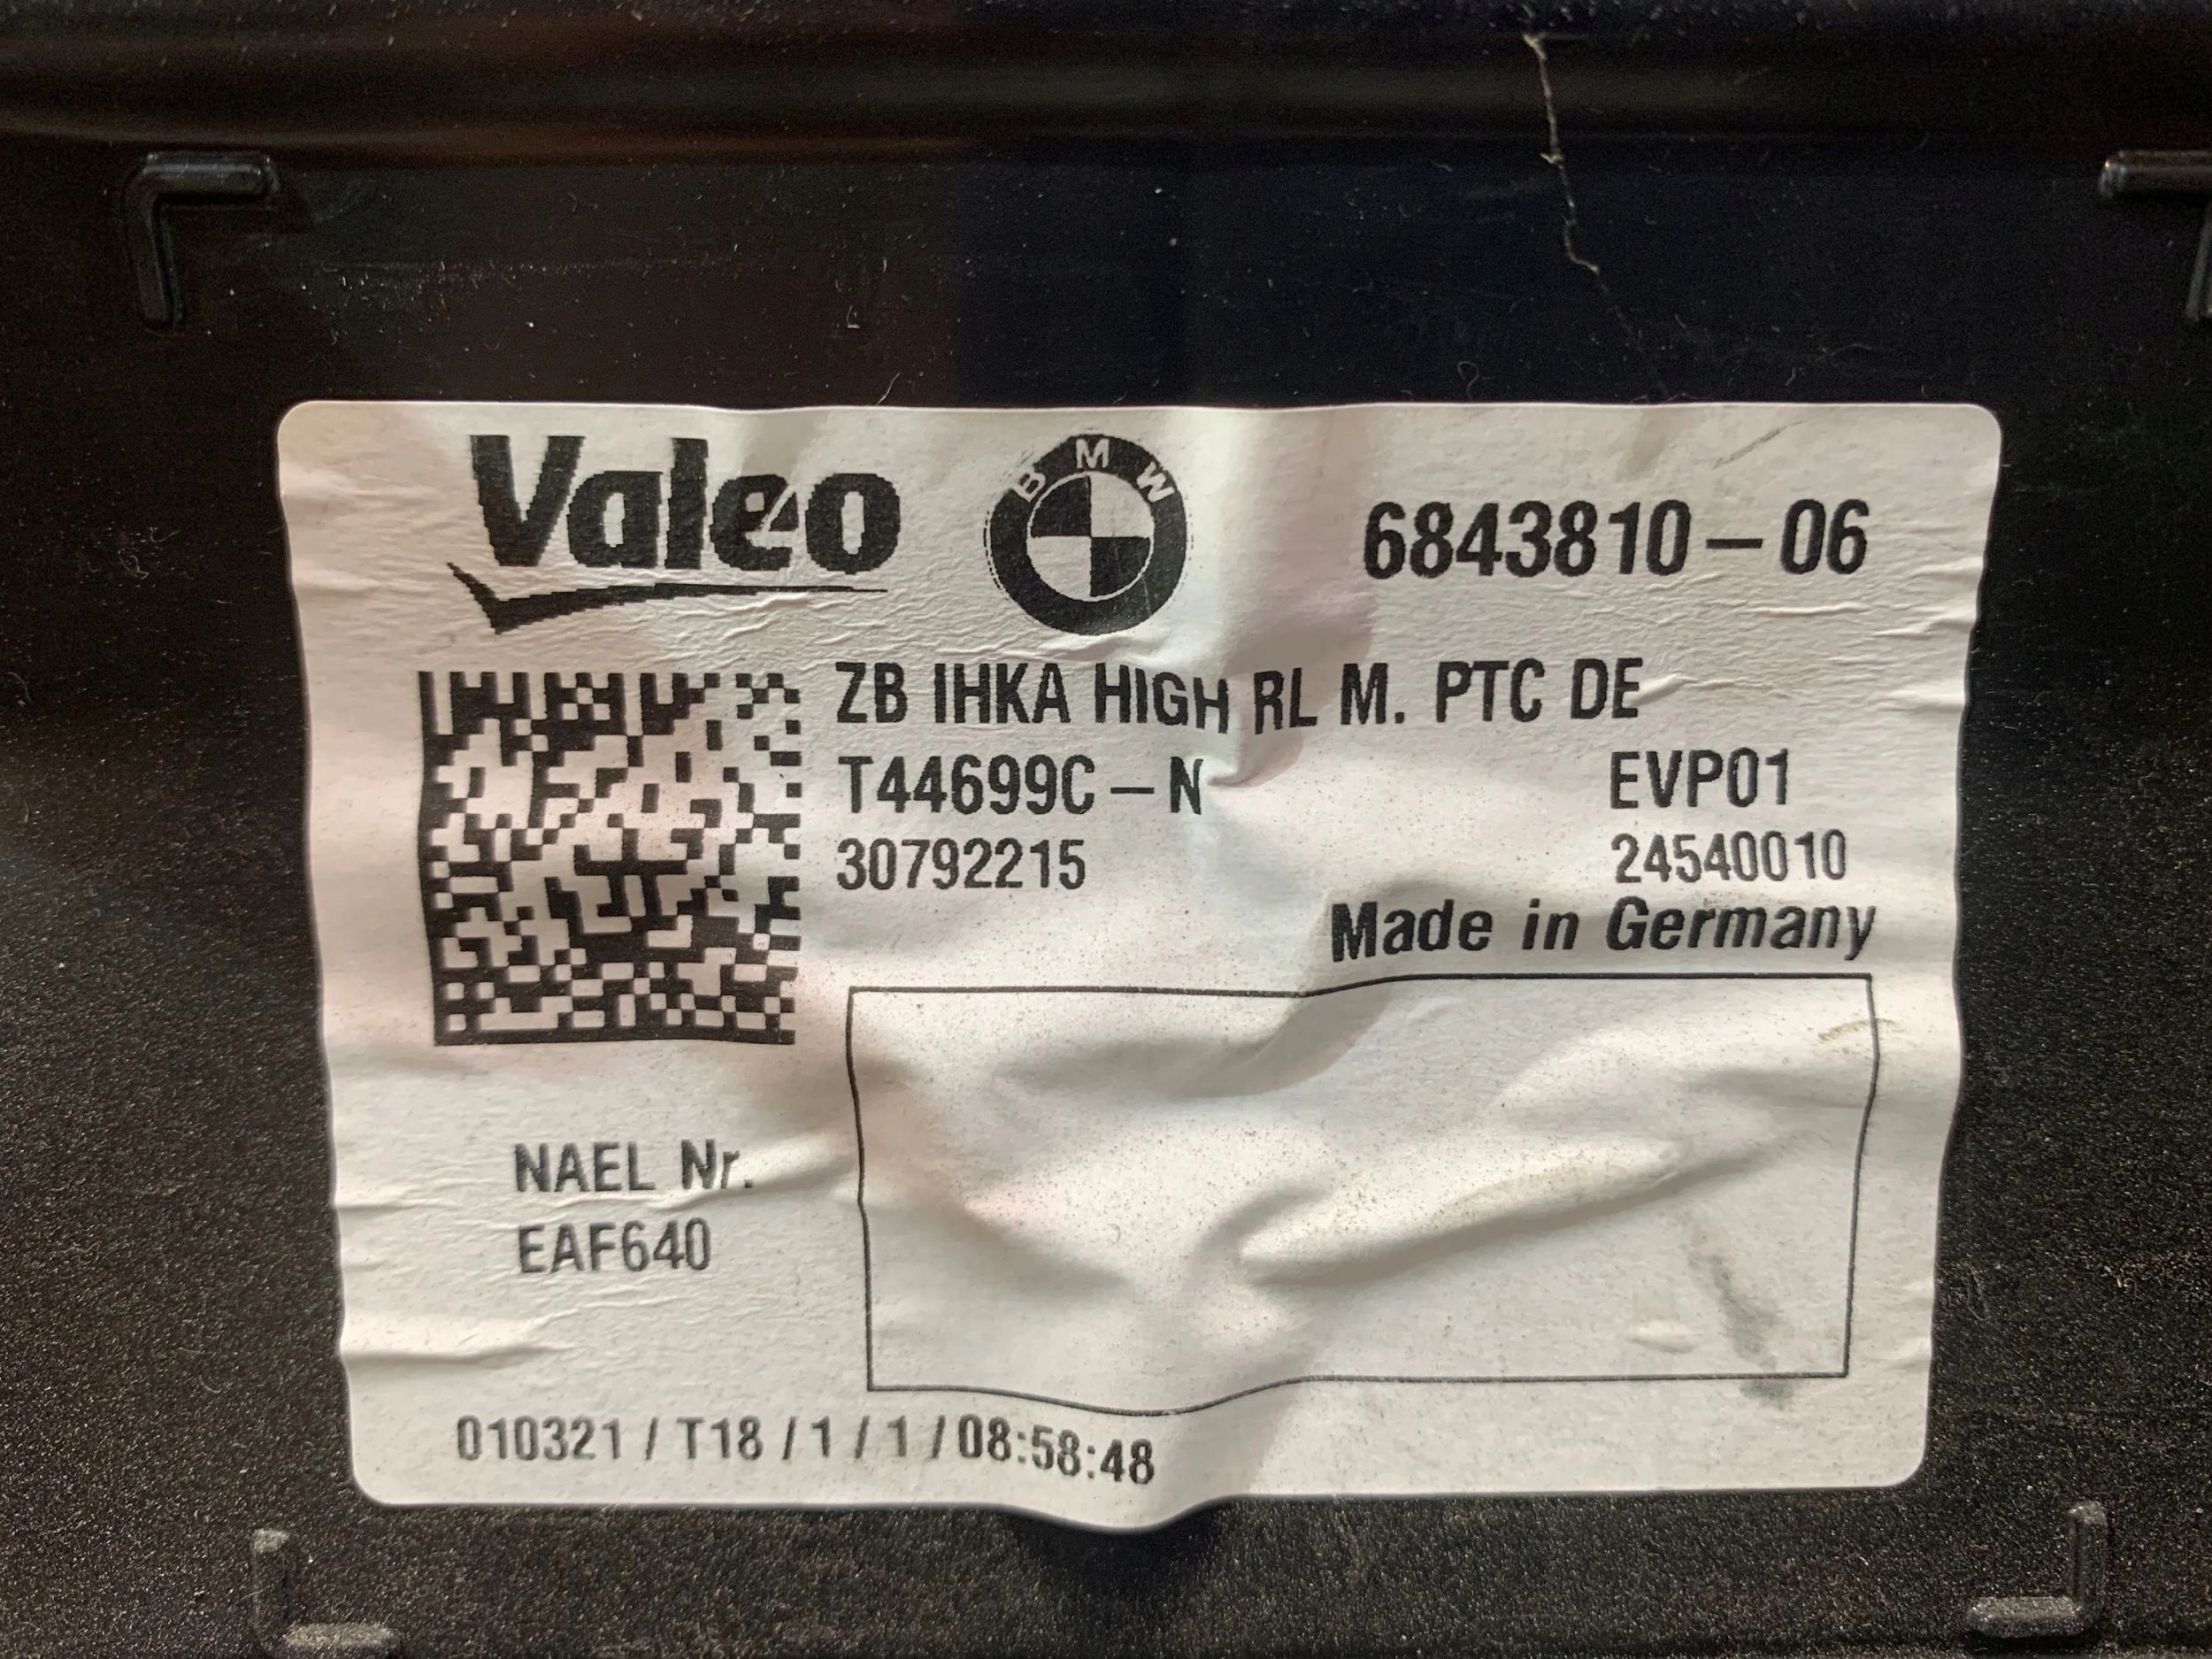 Valeo BMW 6843810-06
ZB IHKA HIGH RL M. PTC DE
T44699C-N EVP01
30792215 24540010
Made in Germany
NAEL Nr.
EAF640
010321 / T18 / 1 / 1 / 08:58:48